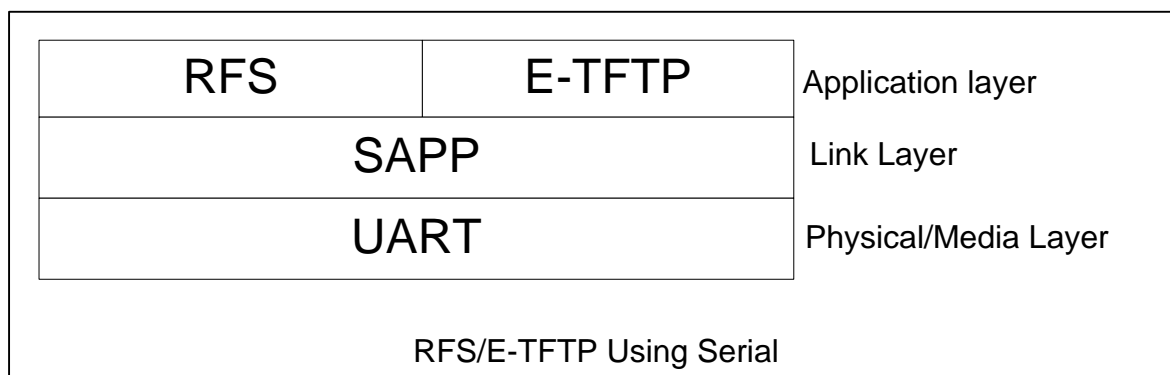 RFS E-TFTP Application layer
SAPP Link Layer
UART Physical/Media Layer
RFS/E-TFTP Using Serial